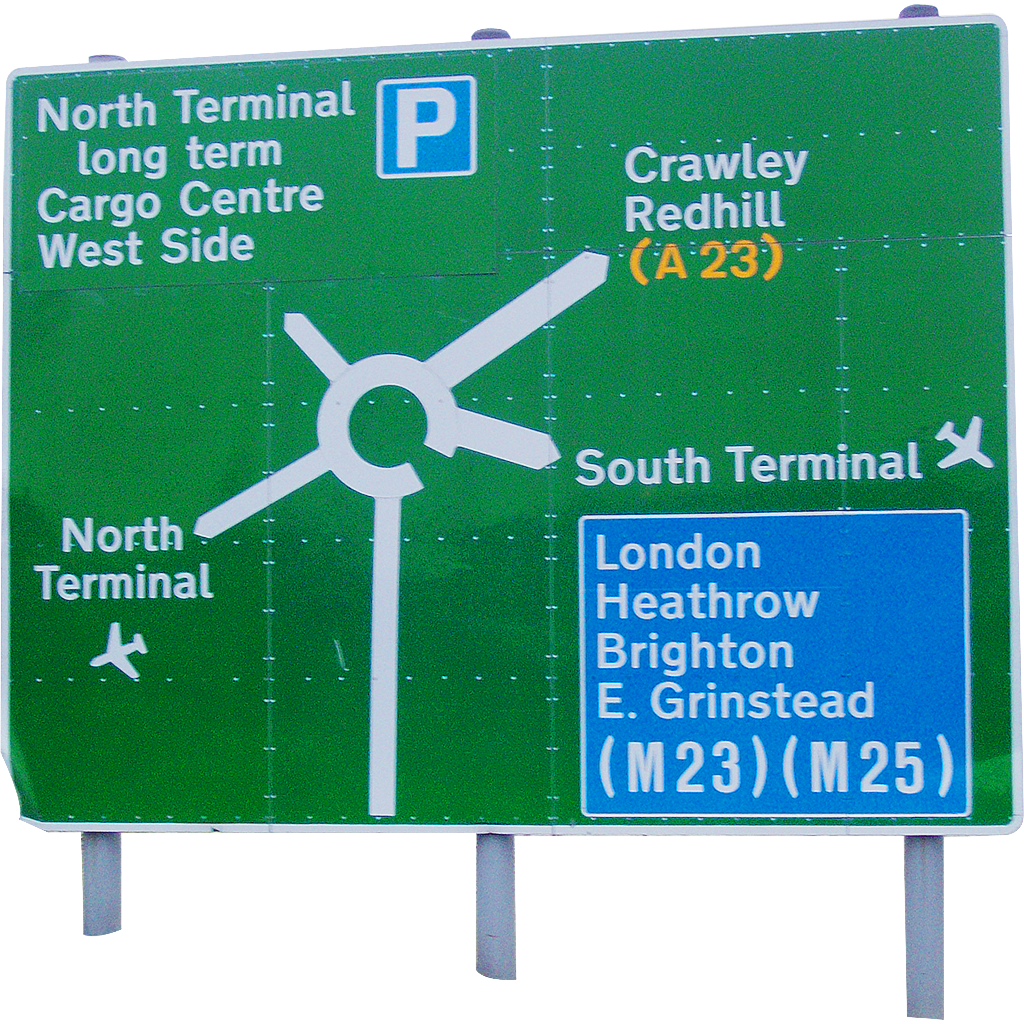 North Terminal
long term
Cargo Centre
West Side
P
Crawley
Redhill
(A 23)
South Terminal
North
Terminal
London
Heathrow
Brighton
E. Grinstead
(M23)(M25)